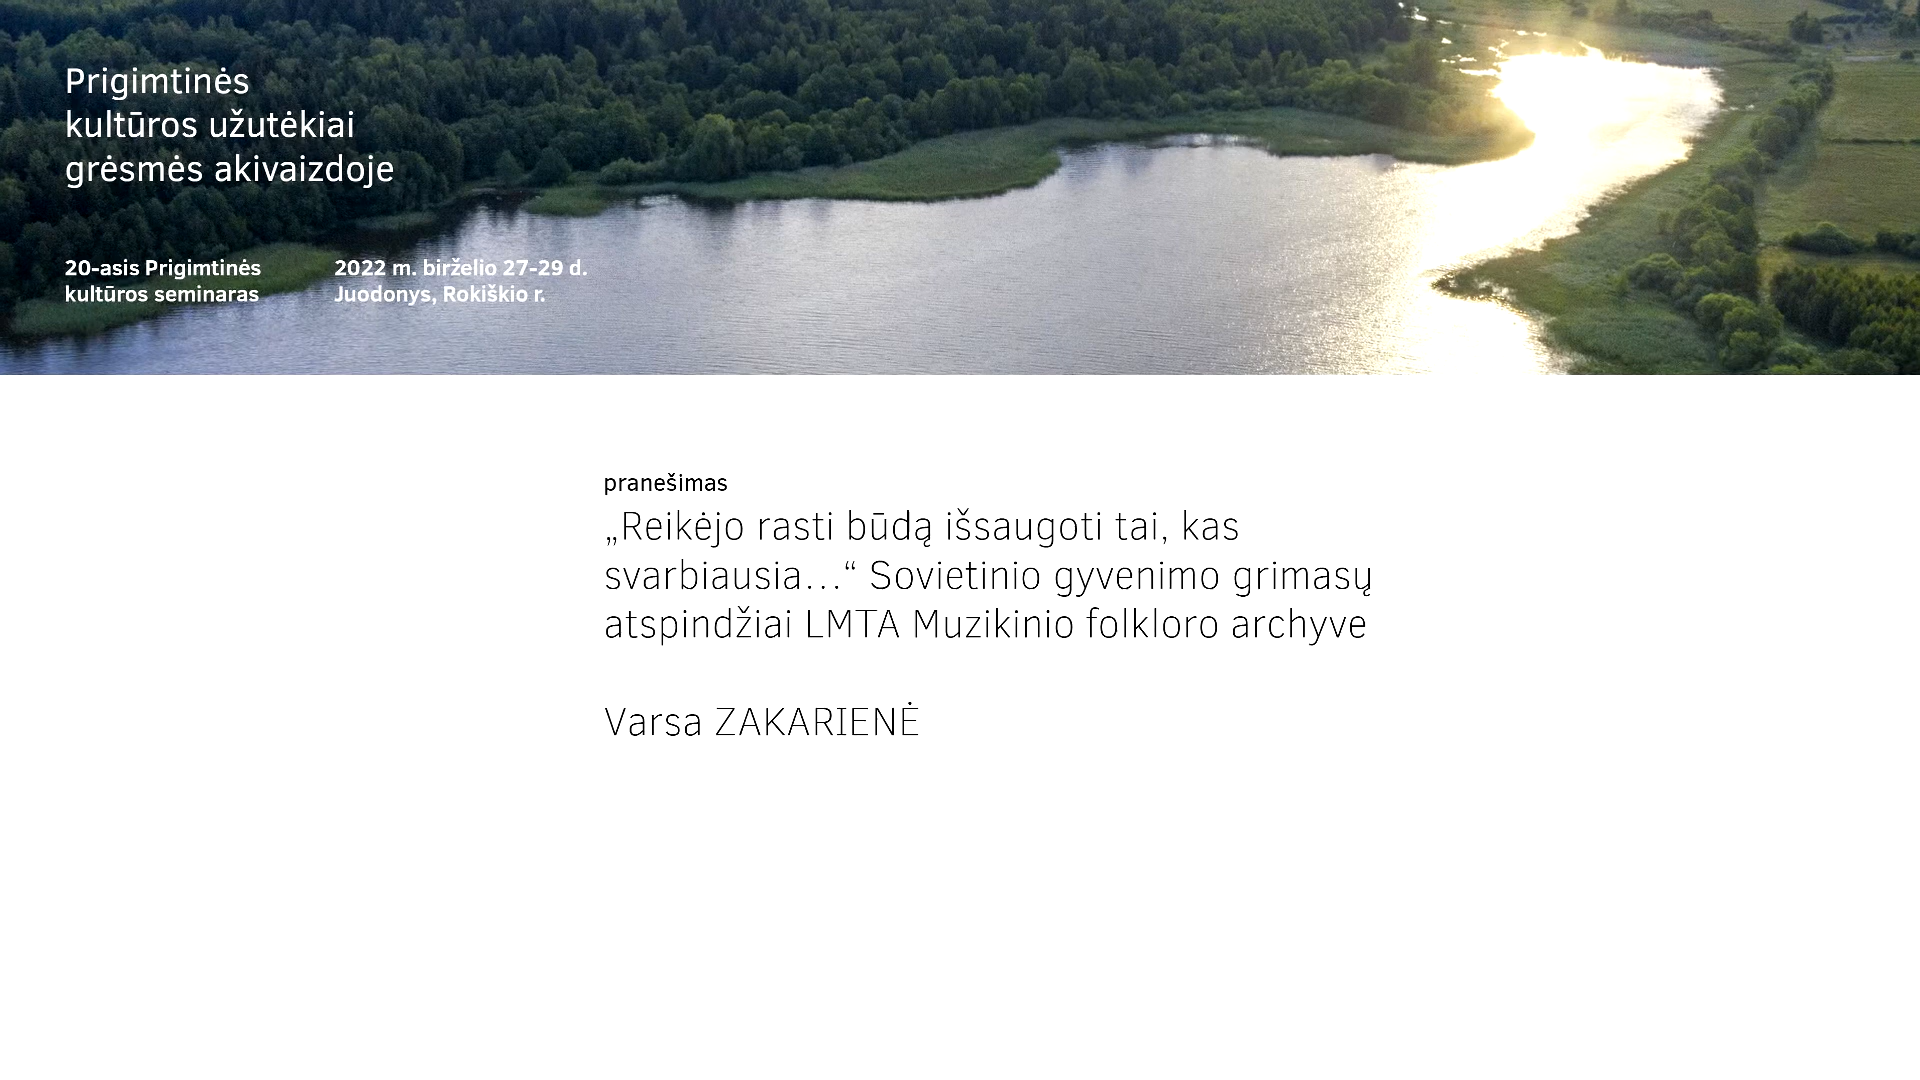 Prigimtinės
kultūros užutėkiai
grėsmės akivaizdoje
20-asis Prigimtinės
kultūros seminaras
2022 m. birželio 27-29 d.
Juodonys, Rokiškio r.
pranešimas
„Reikėjo rasti būdą išsaugoti tai, kas
svarbiausia...“ Sovietinio gyvenimo grimasų
atspindžiai LMTA Muzikinio folkloro archyve
Varsa ZAKARIENĖ